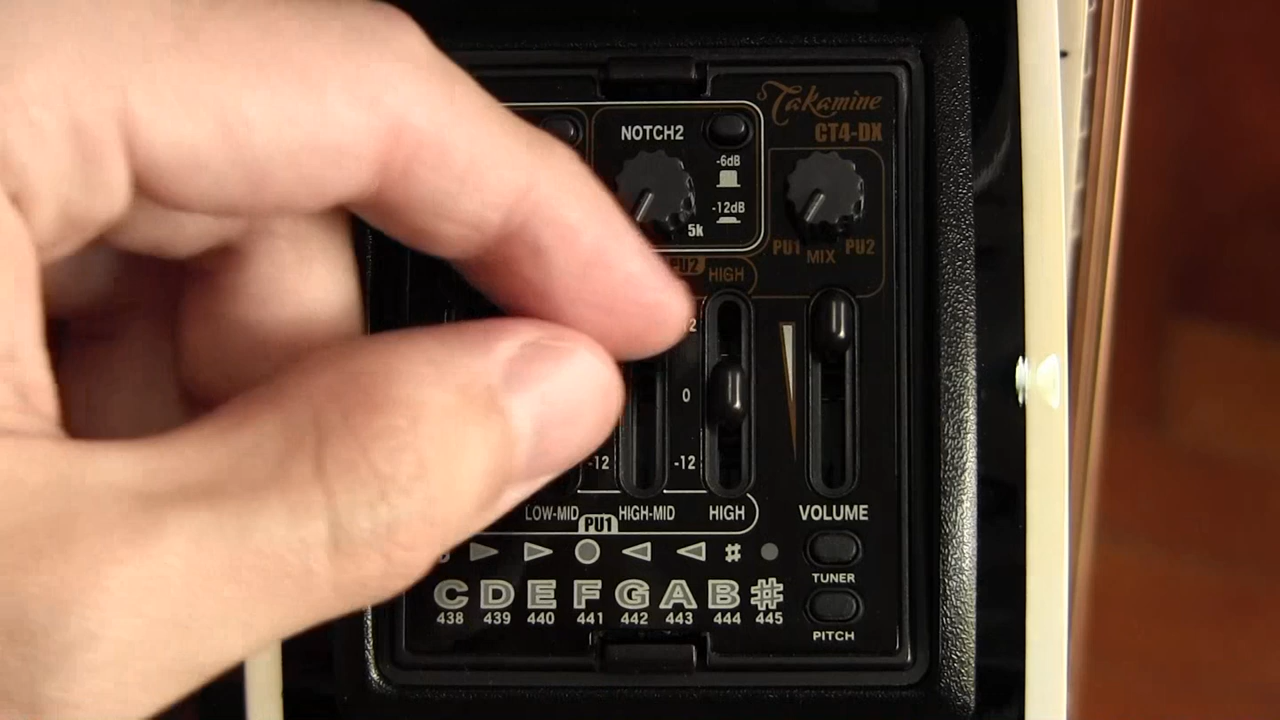 Takamine
CT4-DX
NOTCH2
-6dB
-12dB
5k
PU1 MIX PU2
PU2 HIGH
0
-12 -12
LOW-MID HIGH-MID HIGH
PU1
VOLUME
♯
TUNER
C D E F G A B #
438 439 440 441 442 443 444 445
PITCH